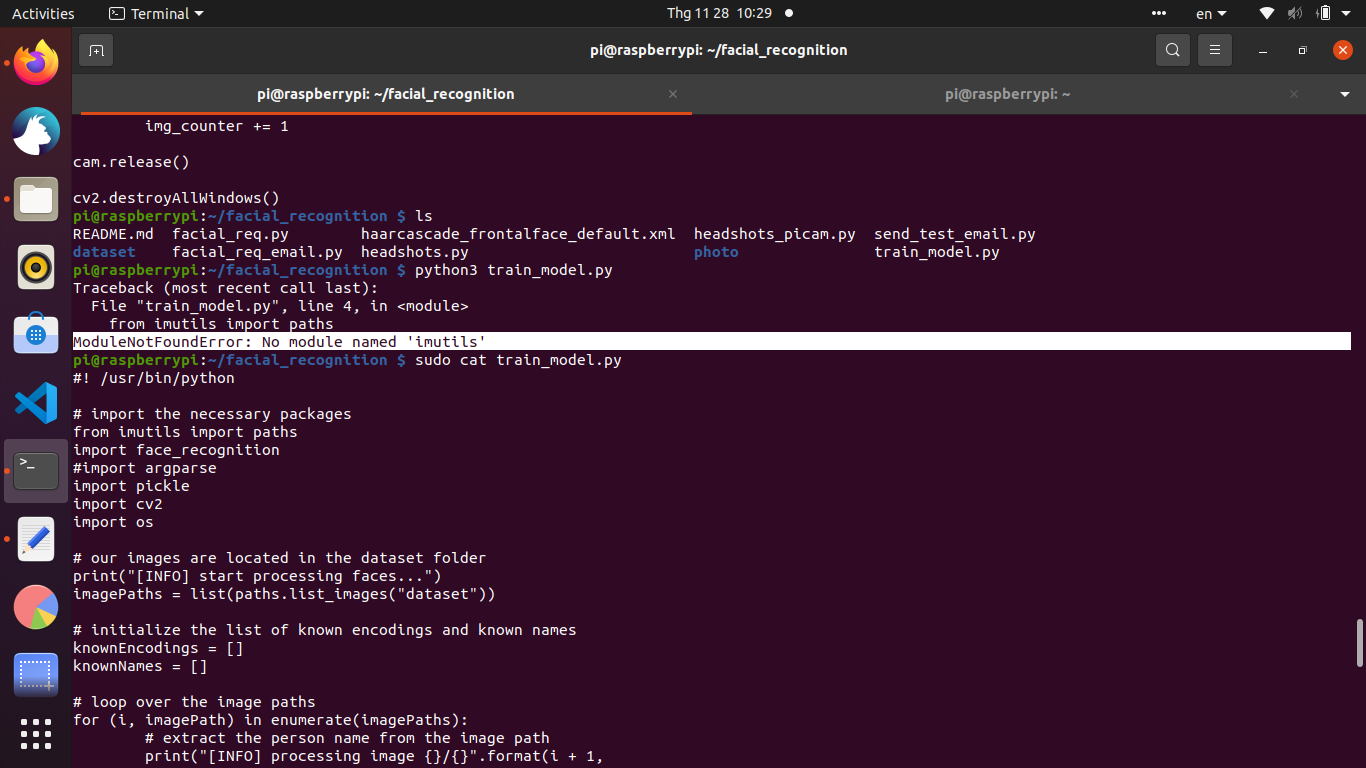 Activities
Terminal
Thg 11 28 10:29
en
pi@raspberrypi: ~/facial_recognition
pi@raspberrypi: ~/facial_recognition
pi@raspberrypi: ~
        img_counter += 1
cam.release()
cv2.destroyAllWindows()
pi@raspberrypi:~/facial_recognition $ ls
README.md  facial_req.py        haarcascade_frontalface_default.xml  headshots_picam.py  send_test_email.py
dataset    facial_req_email.py  headshots.py                         photo               train_model.py
pi@raspberrypi:~/facial_recognition $ python3 train_model.py
Traceback (most recent call last):
  File "train_model.py", line 4, in <module>
    from imutils import paths
ModuleNotFoundError: No module named 'imutils'
pi@raspberrypi:~/facial_recognition $ sudo cat train_model.py
#! /usr/bin/python
# import the necessary packages
from imutils import paths
import face_recognition
#import argparse
import pickle
import cv2
import os
# our images are located in the dataset folder
print("[INFO] start processing faces...")
imagePaths = list(paths.list_images("dataset"))
# initialize the list of known encodings and known names
knownEncodings = []
knownNames = []
# loop over the image paths
for (i, imagePath) in enumerate(imagePaths):
        # extract the person name from the image path
        print("[INFO] processing image {}/{}".format(i + 1,